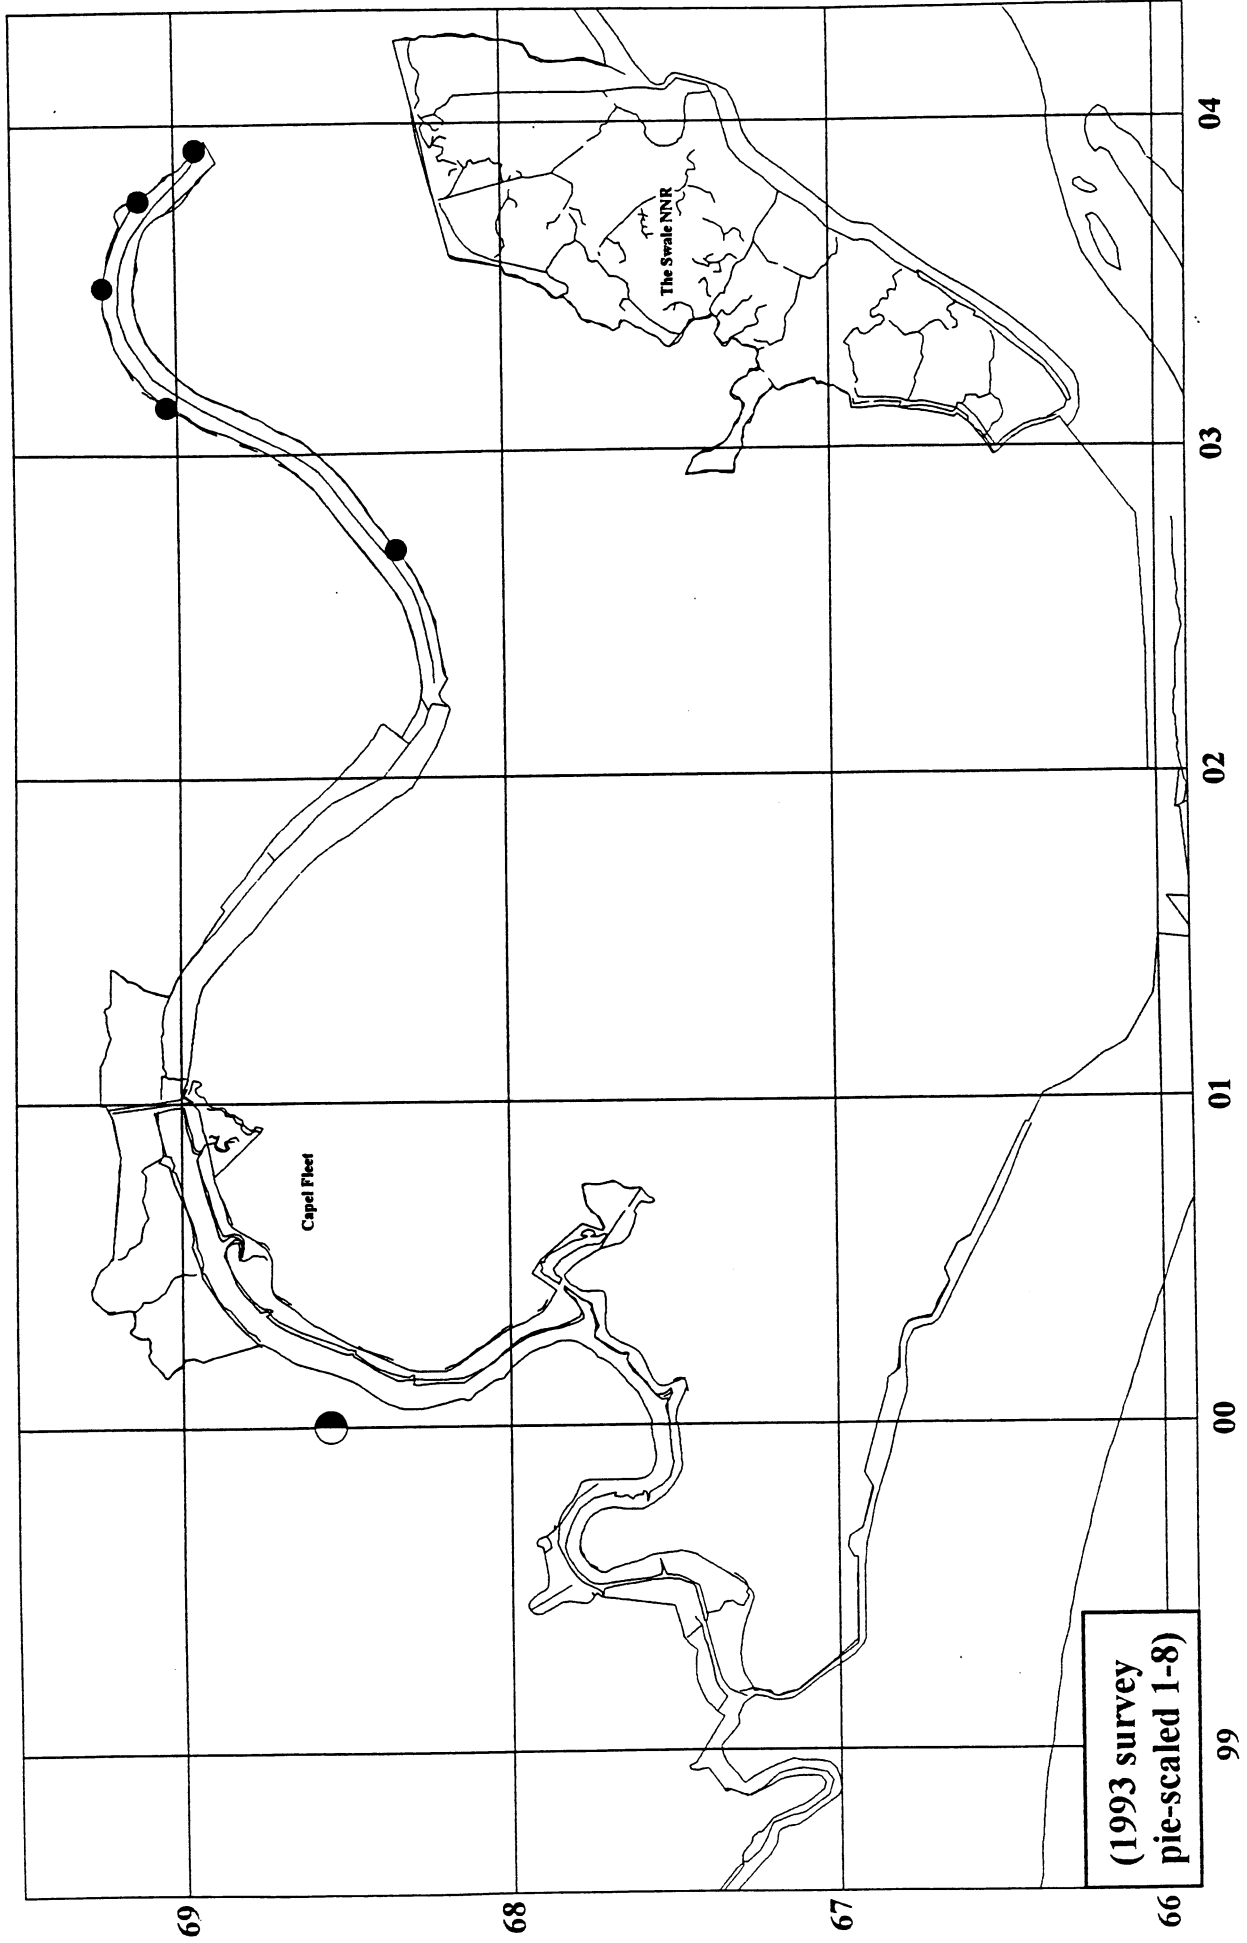 The Swale NNR
Capel Fleet
69
68
67
66
99
00
01
02
03
04
(1993 survey
pie-scaled 1-8)